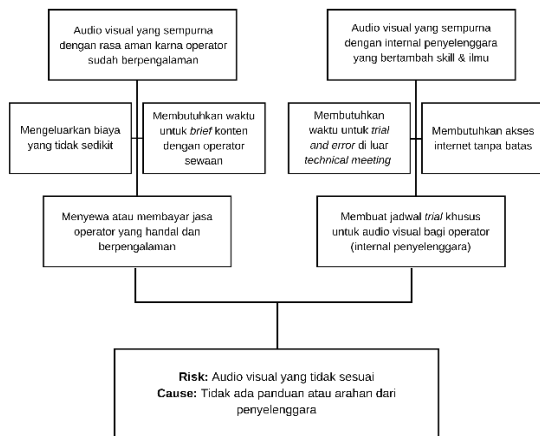 Audio visual yang sempurna
dengan rasa aman karna operator
sudah berpengalaman
Audio visual yang sempurna
dengan internal penyelenggara
yang bertambah skill & ilmu
Mengeluarkan biaya
yang tidak sedikit
Membutuhkan waktu
untuk brief konten
dengan operator
sewaan
Membutuhkan
waktu untuk trial
and error di luar
technical meeting
Membutuhkan akses
internet tanpa batas
Menyewa atau membayar jasa
operator yang handal dan
berpengalaman
Membuat jadwal trial khusus
untuk audio visual bagi operator
(internal penyelenggara)
Risk: Audio visual yang tidak sesuai
Cause: Tidak ada panduan atau arahan dari
penyelenggara